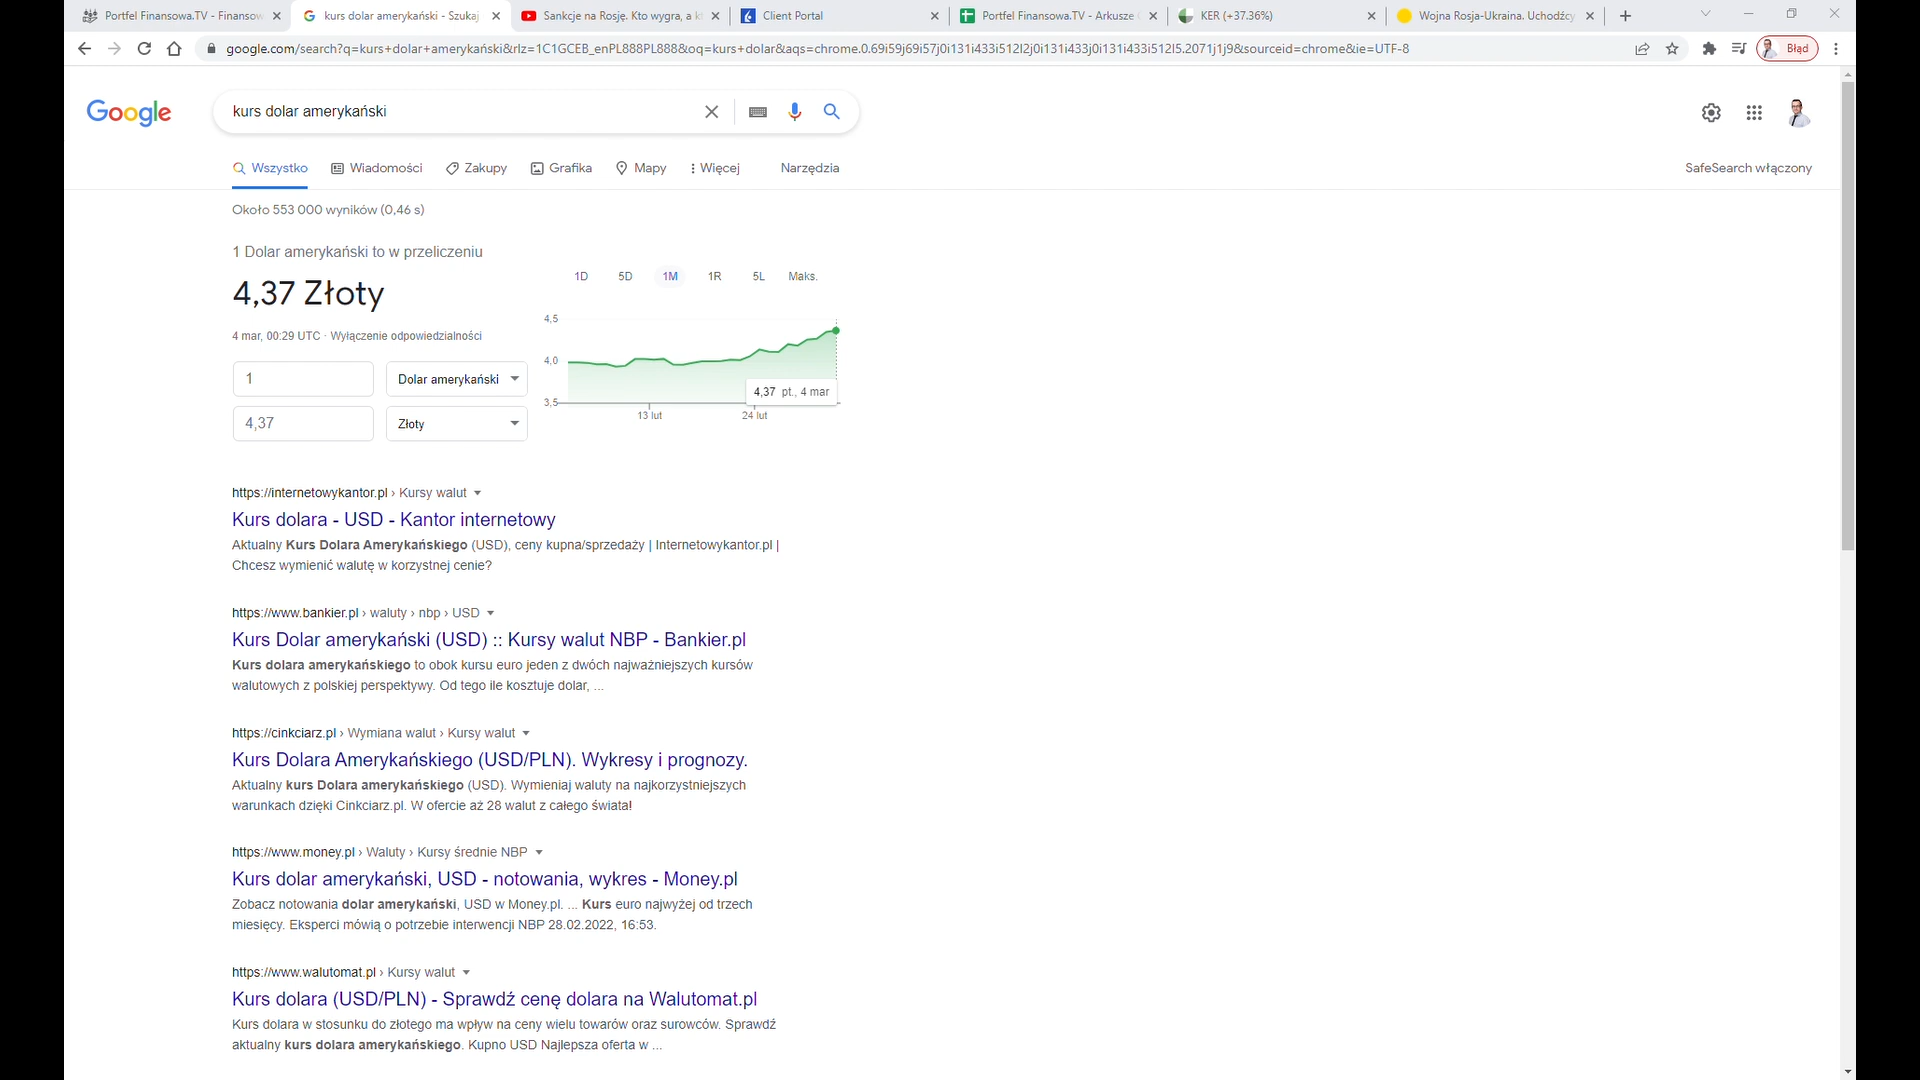 Portfel Finansowa.TV - Finansow
kurs dolar amerykański - Szukaj
Sankcje na Rosję. Kto wygra, a kt
Client Portal
Portfel Finansowa.TV - Arkusze
KER (+37.36%)
Wojna Rosja-Ukraina. Uchodźcy
google.com/search?q=kurs+dolar+amerykański&rlz=1C1GCEB_enPL888PL888&oq=kurs+dolar&aqs=chrome.0.69i59j69i57j0i131i433i512l2j0i131i433j0i131i433i512l5.2071j1j9&sourceid=chrome&ie=UTF-8
Błąd
Google
kurs dolar amerykański
Wszystko
Wiadomości
Zakupy
Grafika
Mapy
Więcej
Narzędzia
SafeSearch włączony
Około 553 000 wyników (0,46 s)
1 Dolar amerykański to w przeliczeniu
4,37 Złoty
4 mar, 00:29 UTC · Wyłączenie odpowiedzialności
1
Dolar amerykański
4,37
Złoty
1D 5D 1M 1R 5L Maks.
4,5
4,0
3,5
4,37 pt., 4 mar
13 lut 24 lut
https://internetowykantor.pl › Kursy walut
Kurs dolara - USD - Kantor internetowy
Aktualny Kurs Dolara Amerykańskiego (USD), ceny kupna/sprzedaży | Internetowykantor.pl |
Chcesz wymienić walutę w korzystnej cenie?
https://www.bankier.pl › waluty › nbp › USD
Kurs Dolar amerykański (USD) :: Kursy walut NBP - Bankier.pl
Kurs dolara amerykańskiego to obok kursu euro jeden z dwóch najważniejszych kursów
walutowych z polskiej perspektywy. Od tego ile kosztuje dolar, ...
https://cinkciarz.pl › Wymiana walut › Kursy walut
Kurs Dolara Amerykańskiego (USD/PLN). Wykresy i prognozy.
Aktualny kurs Dolara amerykańskiego (USD). Wymieniaj waluty na najkorzystniejszych
warunkach dzięki Cinkciarz.pl. W ofercie aż 28 walut z całego świata!
https://www.money.pl › Waluty › Kursy średnie NBP
Kurs dolar amerykański, USD - notowania, wykres - Money.pl
Zobacz notowania dolar amerykański, USD w Money.pl. ... Kurs euro najwyżej od trzech
miesięcy. Eksperci mówią o potrzebie interwencji NBP 28.02.2022, 16:53.
https://www.walutomat.pl › Kursy walut
Kurs dolara (USD/PLN) - Sprawdź cenę dolara na Walutomat.pl
Kurs dolara w stosunku do złotego ma wpływ na ceny wielu towarów oraz surowców. Sprawdź
aktualny kurs dolara amerykańskiego. Kupno USD Najlepsza oferta w ...